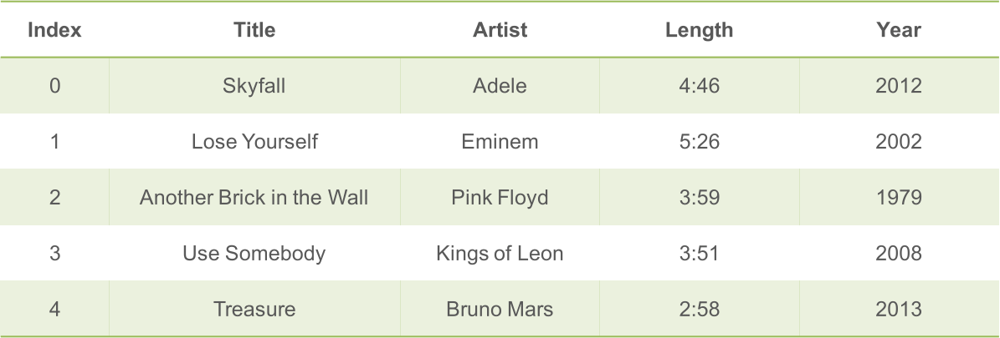 Index Title Artist Length Year
0 Skyfall Adele 4:46 2012
1 Lose Yourself Eminem 5:26 2002
2 Another Brick in the Wall Pink Floyd 3:59 1979
3 Use Somebody Kings of Leon 3:51 2008
4 Treasure Bruno Mars 2:58 2013